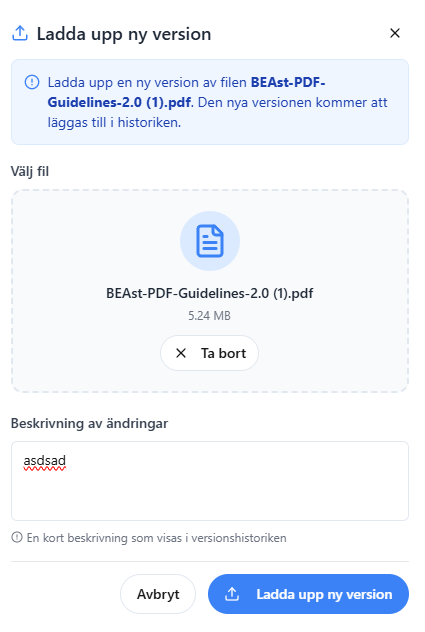 Ladda upp ny version
Ladda upp en ny version av filen BEAst-PDF-
Guidelines-2.0 (1).pdf. Den nya versionen kommer att
läggas till i historiken.
Välj fil
BEAst-PDF-Guidelines-2.0 (1).pdf
5.24 MB
Ta bort
Beskrivning av ändringar
asdsad
En kort beskrivning som visas i versionshistoriken
Avbryt
Ladda upp ny version